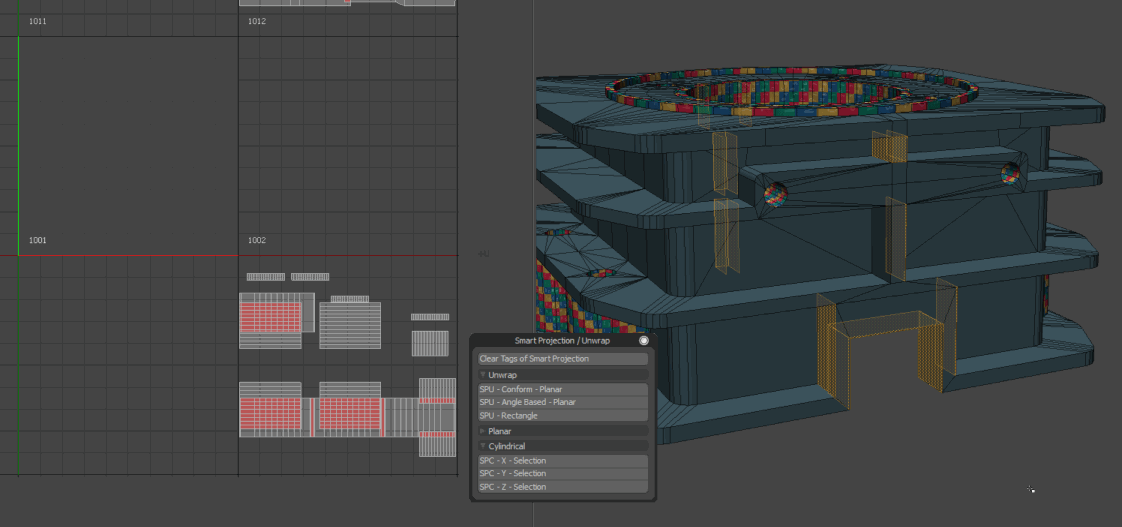 1011
1012
1001
1002
Smart Projection / Unwrap
Clear Tags of Smart Projection
Unwrap
SPU - Conform - Planar
SPU - Angle Based - Planar
SPU - Rectangle
Planar
Cylindrical
SPC - X - Selection
SPC - Y - Selection
SPC - Z - Selection